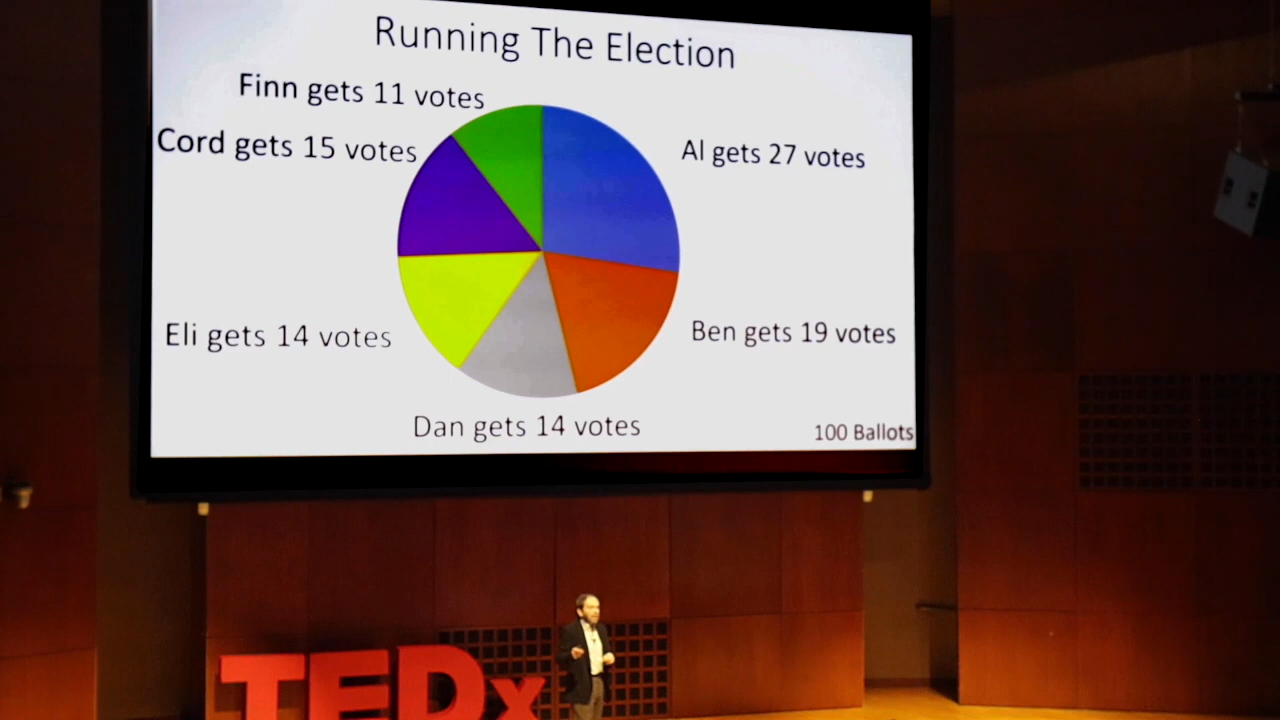 Running The Election
Finn gets 11 votes
Cord gets 15 votes
Al gets 27 votes
Eli gets 14 votes
Ben gets 19 votes
Dan gets 14 votes
100 Ballots
TEDx